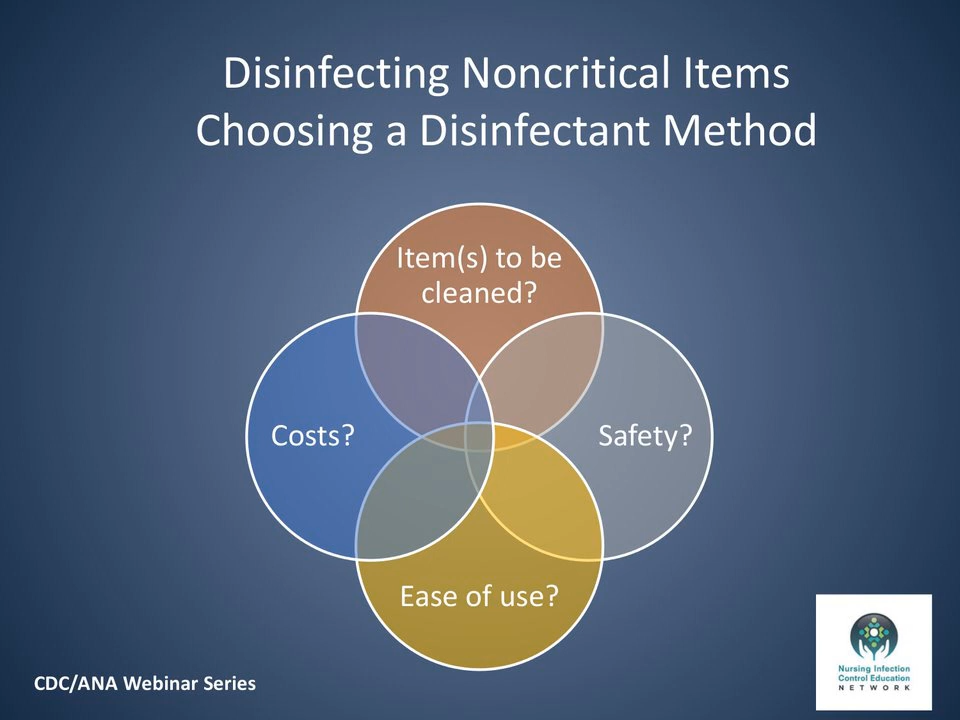 Disinfecting Noncritical Items
Choosing a Disinfectant Method
Item(s) to be
cleaned?
Costs?
Safety?
Ease of use?
CDC/ANA Webinar Series
Nursing Infection
Control Education
NETWORK